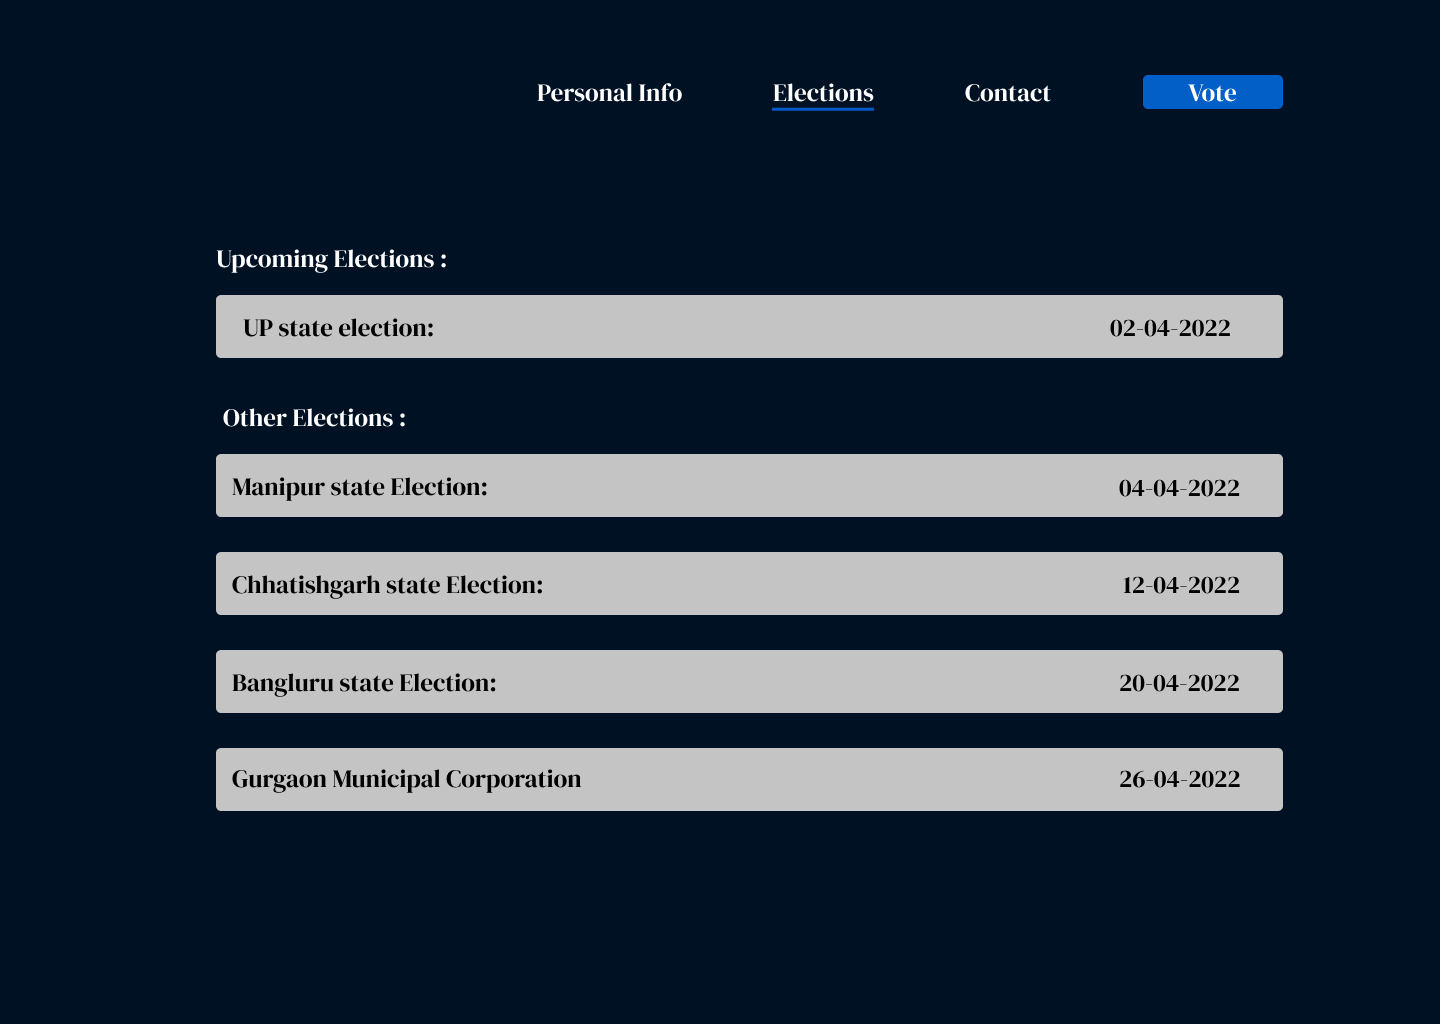 Personal Info Elections Contact Vote
Upcoming Elections :
UP state election: 02-04-2022
Other Elections :
Manipur state Election: 04-04-2022
Chhatishgarh state Election: 12-04-2022
Bangluru state Election: 20-04-2022
Gurgaon Municipal Corporation 26-04-2022